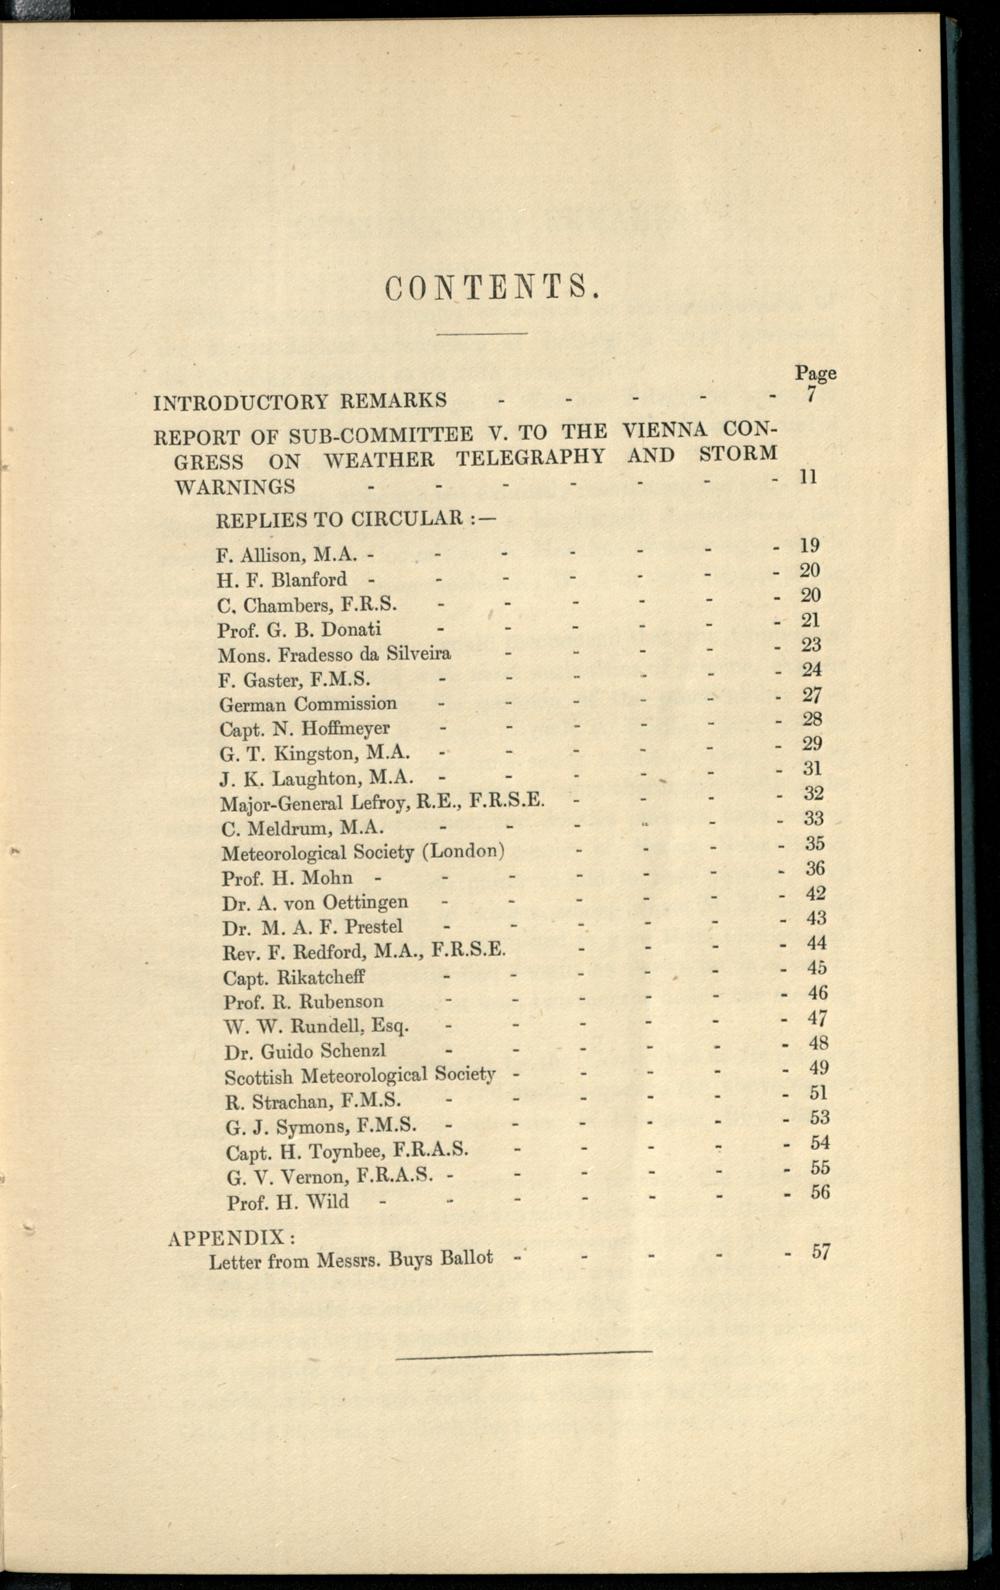 CONTENTS.
Page
INTRODUCTORY REMARKS - - - - - 7
REPORT OF SUB-COMMITTEE V. TO THE VIENNA CON-
GRESS ON WEATHER TELEGRAPHY AND STORM
WARNINGS - - - - - - - 11
REPLIES TO CIRCULAR :—
F. Allison, M.A. - - - - - - - 19
H. F. Blanford - - - - - - - 20
C. Chambers, F.R.S. - - - - - - 20
Prof. G. B. Donati - - - - - - 21
Mons. Fradesso da Silveira - - - - - 23
F. Gaster, F.M.S. - - - - - - 24
German Commission - - - - - - 27
Capt. N. Hoffmeyer - - - - - - 28
G. T. Kingston, M.A. - - - - - - 29
J. K. Laughton, M.A. - - - - - - 31
Major-General Lefroy, R.E., F.R.S.E. - - - - 32
C. Meldrum, M.A. - - - - - - 33
Meteorological Society (London) - - - - 35
Prof. H. Mohn - - - - - - - 36
Dr. A. von Oettingen - - - - - - 42
Dr. M. A. F. Prestel - - - - - - 43
Rev. F. Redford, M.A., F.R.S.E. - - - - 44
Capt. Rikatcheff - - - - - - 45
Prof. R. Rubenson - - - - - - 46
W. W. Rundell, Esq. - - - - - - 47
Dr. Guido Schenzl - - - - - - 48
Scottish Meteorological Society - - - - - 49
R. Strachan, F.M.S. - - - - - - 51
G. J. Symons, F.M.S. - - - - - - 53
Capt. H. Toynbee, F.R.A.S. - - - - - 54
G. V. Vernon, F.R.A.S. - - - - - - 55
Prof. H. Wild - - - - - - - 56
APPENDIX :
Letter from Messrs. Buys Ballot - - - - - 57